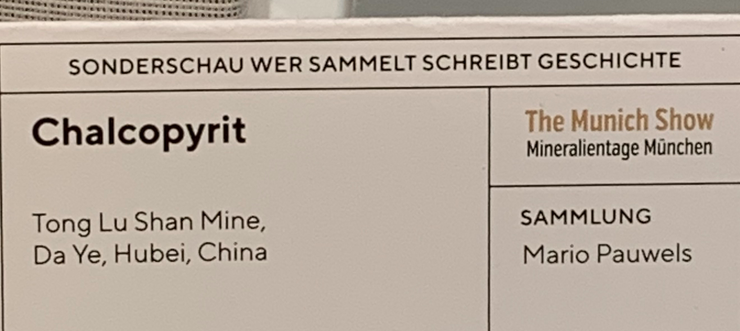 SONDERSCHAU WER SAMMELT SCHREIBT GESCHICHTE
Chalcopyrit
Tong Lu Shan Mine,
Da Ye, Hubei, China
The Munich Show
Mineralientage München
SAMMLUNG
Mario Pauwels